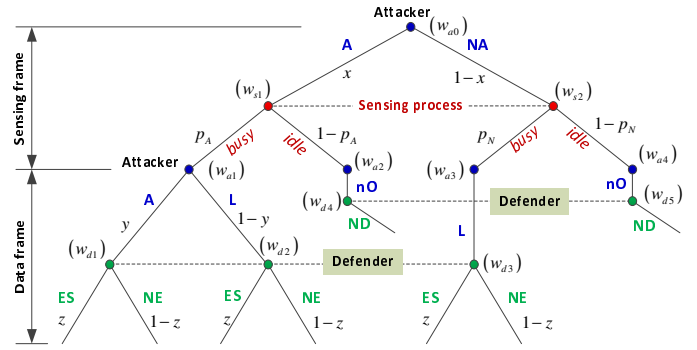 Attacker
(w_{a0})
A
NA
x
1-x
Sensing frame
(w_{s1})
(w_{s2})
Sensing process
p_A
busy
idle
1-p_A
p_N
busy
idle
1-p_N
Attacker
(w_{a1})
(w_{a2})
(w_{a3})
(w_{a4})
nO
nO
A
L
(w_{d4})
Defender
(w_{d5})
y
1-y
ND
L
ND
Data frame
(w_{d1})
(w_{d2})
Defender
(w_{d3})
ES
NE
ES
NE
ES
NE
z
1-z
z
1-z
z
1-z